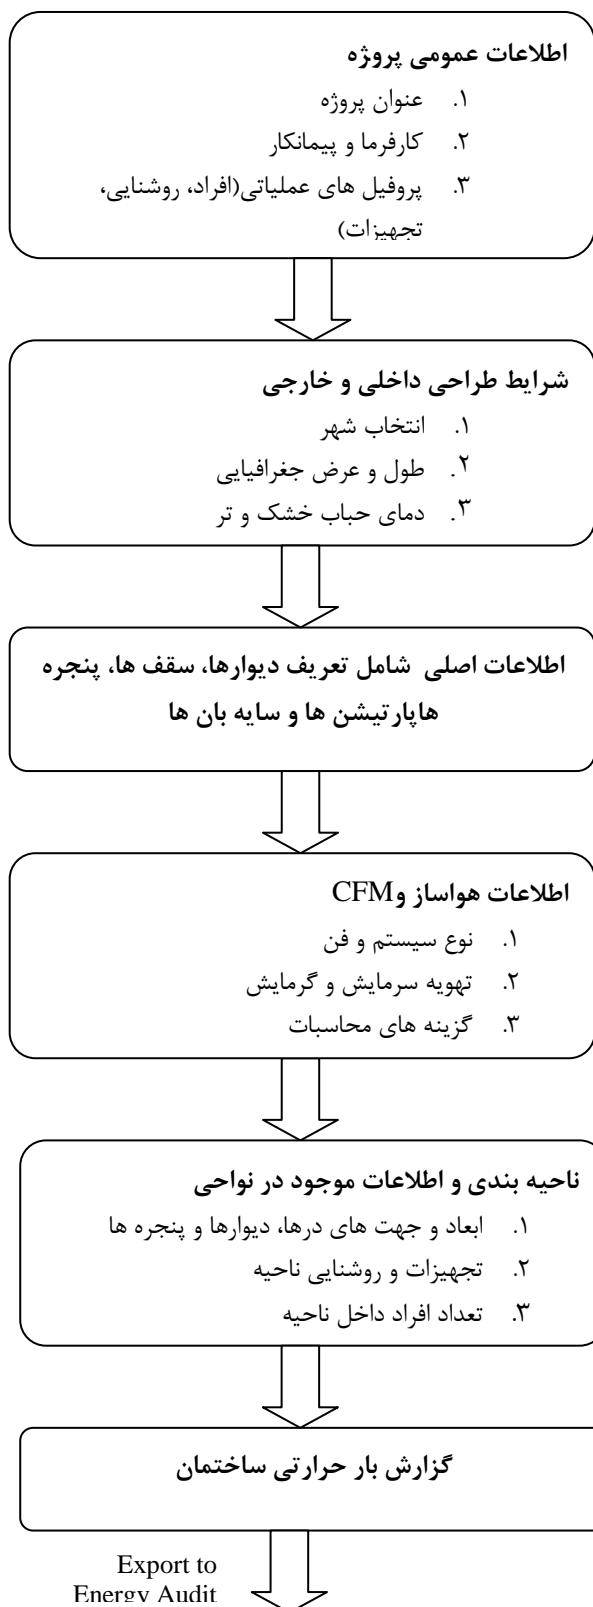 اطلاعات عمومی پروژه
۱. عنوان پروژه
۲. کارفرما و پیمانکار
۳. پروفیل های عملیاتی(افراد، روشنایی،
تجهیزات)
شرایط طراحی داخلی و خارجی
۱. انتخاب شهر
۲. طول و عرض جغرافیایی
۳. دمای حباب خشک و تر
اطلاعات اصلی شامل تعریف دیوارها، سقف ها، پنجره
هاپارتیشن ها و سایه بان ها
اطلاعات هواساز وCFM
۱. نوع سیستم و فن
۲. تهویه سرمایش و گرمایش
۳. گزینه های محاسبات
ناحیه بندی و اطلاعات موجود در نواحی
۱. ابعاد و جهت های درها، دیوارها و پنجره ها
۲. تجهیزات و روشنایی ناحیه
۳. تعداد افراد داخل ناحیه
گزارش بار حرارتی ساختمان
Export to
Energy Audit